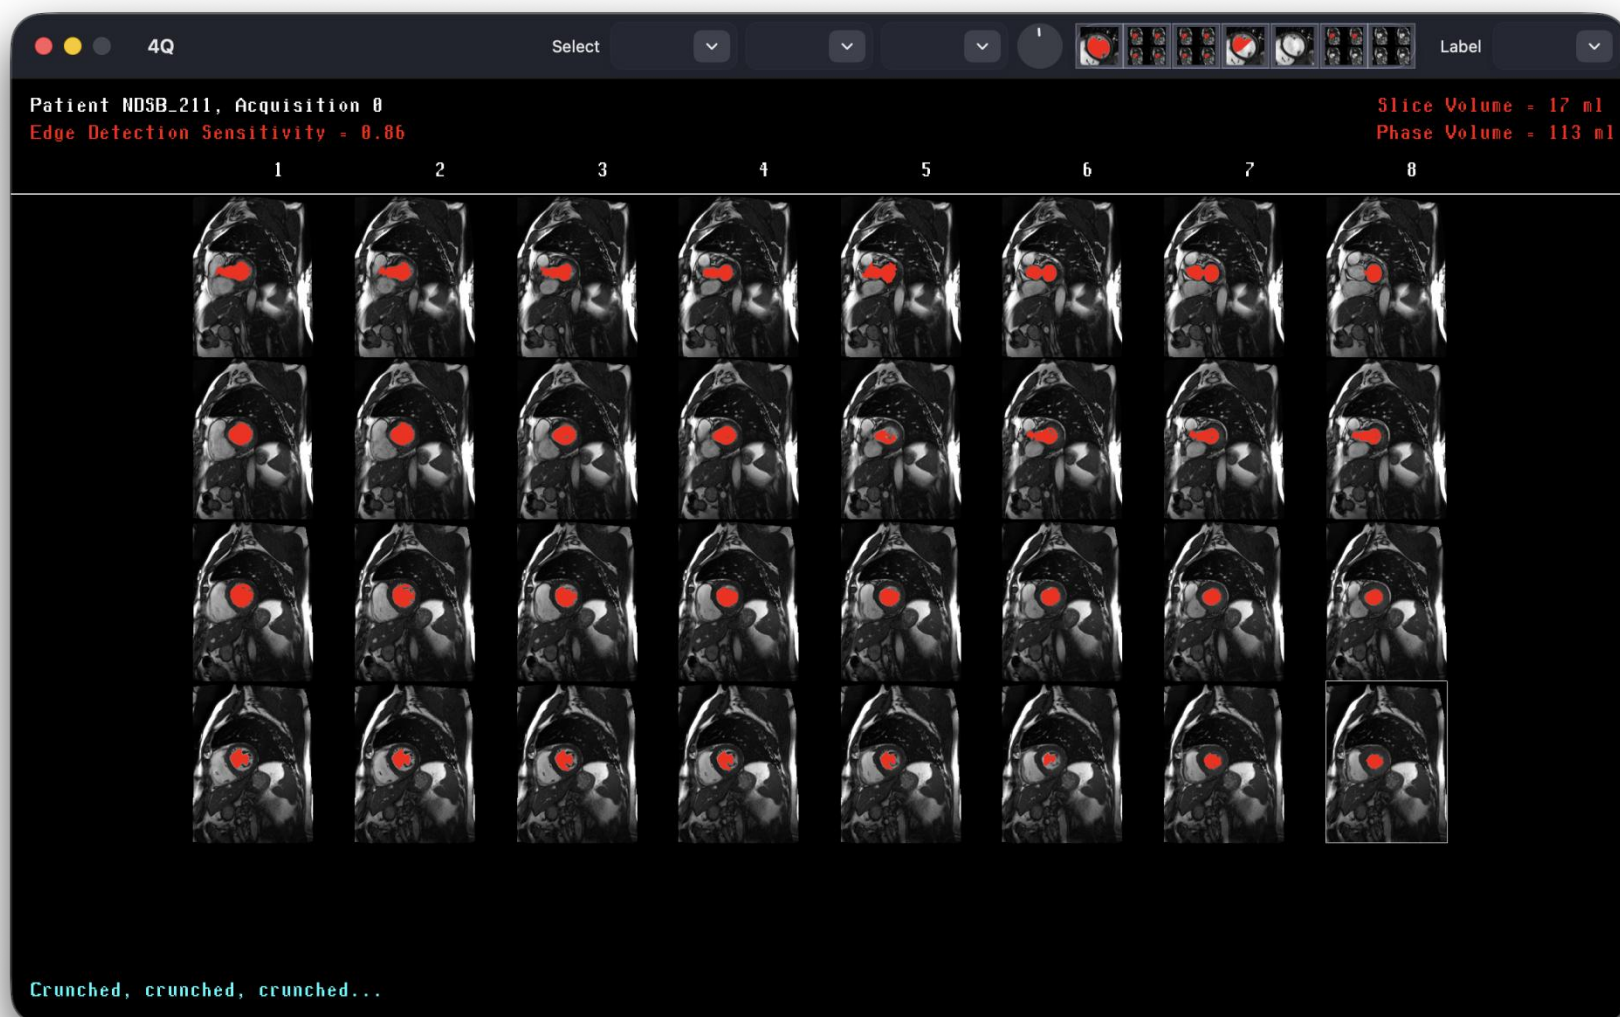 4Q
Select
Label
Patient NDSB_211, Acquisition 0
Slice Volume = 17 ml
Edge Detection Sensitivity = 0.86
Phase Volume = 113 ml
1 2 3 4 5 6 7 8
Crunched, crunched, crunched...